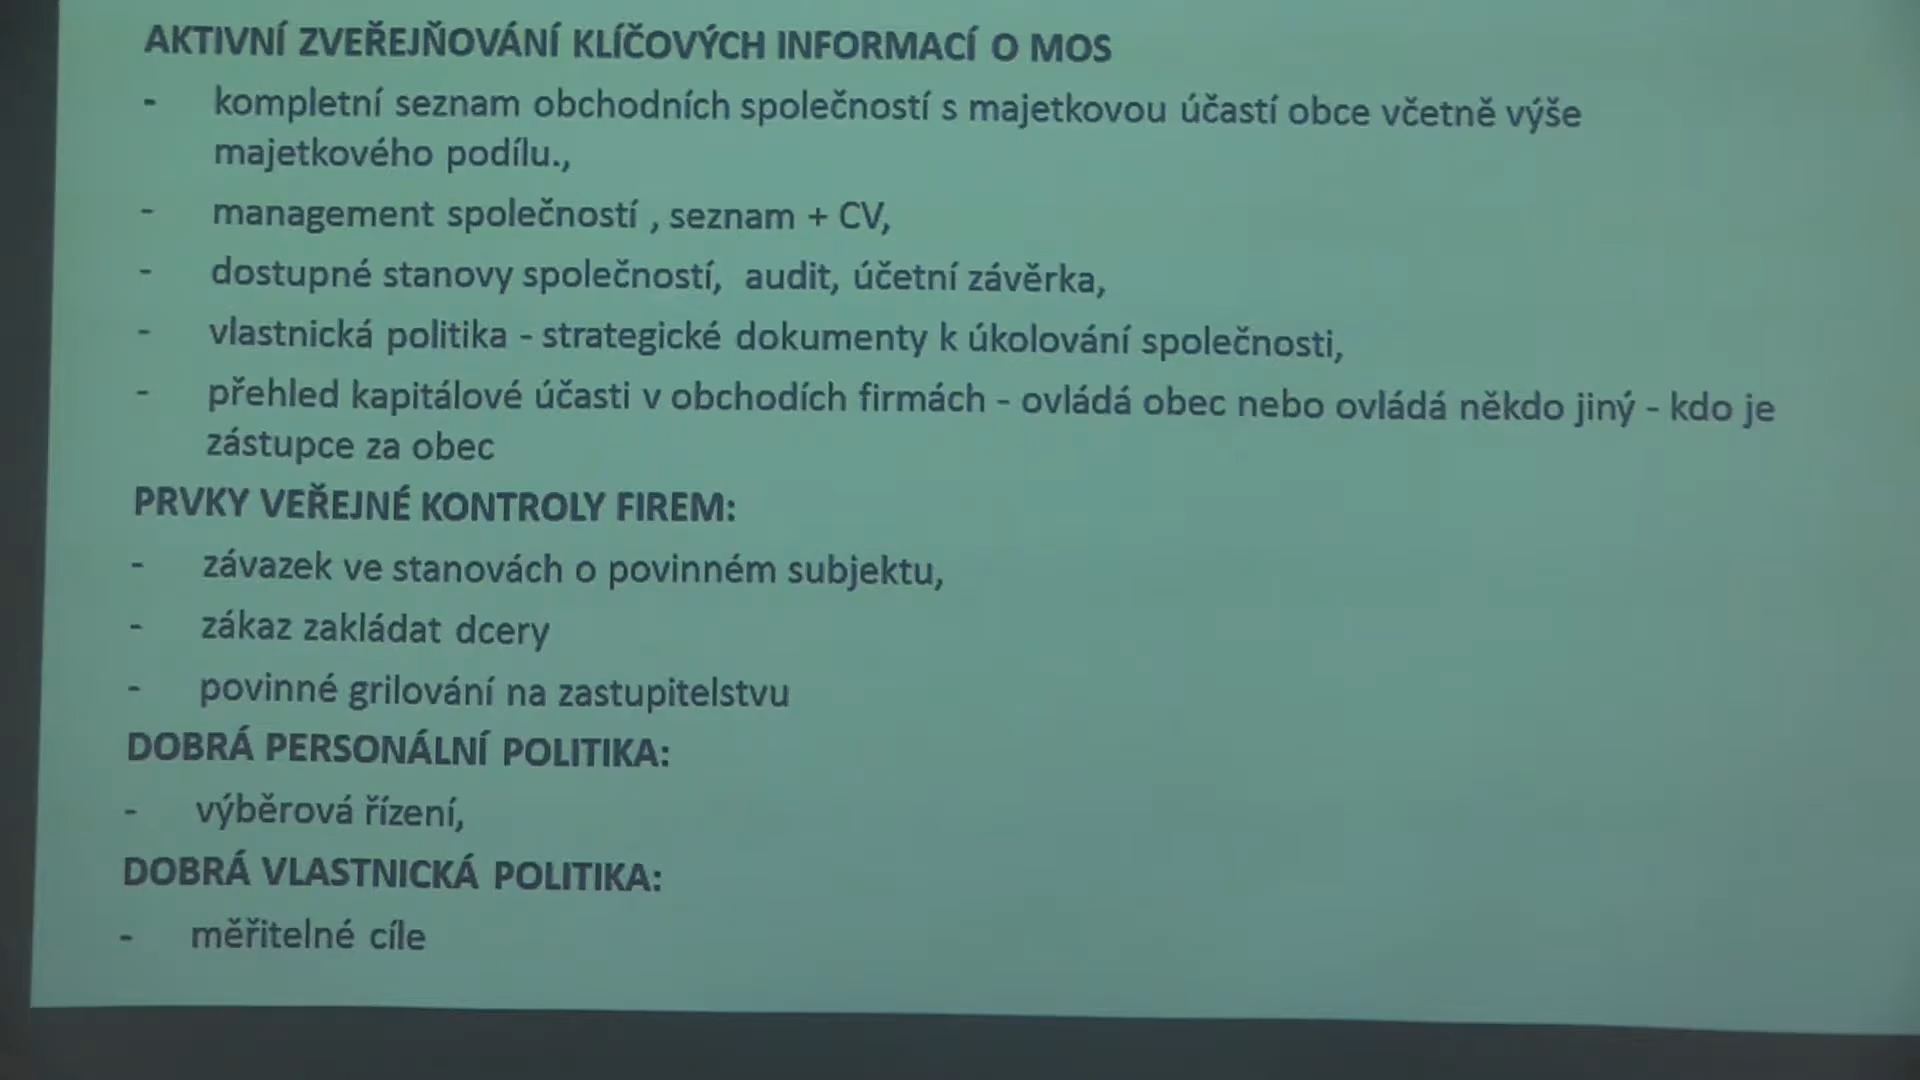 AKTIVNÍ ZVEŘEJŇOVÁNÍ KLÍČOVÝCH INFORMACÍ O MOS
- kompletní seznam obchodních společností s majetkovou účastí obce včetně výše
majetkového podílu.,
- management společností , seznam + CV,
- dostupné stanovy společností, audit, účetní závěrka,
- vlastnická politika - strategické dokumenty k úkolování společnosti,
- přehled kapitálové účasti v obchodích firmách - ovládá obec nebo ovládá někdo jiný - kdo je
zástupce za obec
PRVKY VEŘEJNÉ KONTROLY FIREM:
- závazek ve stanovách o povinném subjektu,
- zákaz zakládat dcery
- povinné grilování na zastupitelstvu
DOBRÁ PERSONÁLNÍ POLITIKA:
- výběrová řízení,
DOBRÁ VLASTNICKÁ POLITIKA:
- měřitelné cíle